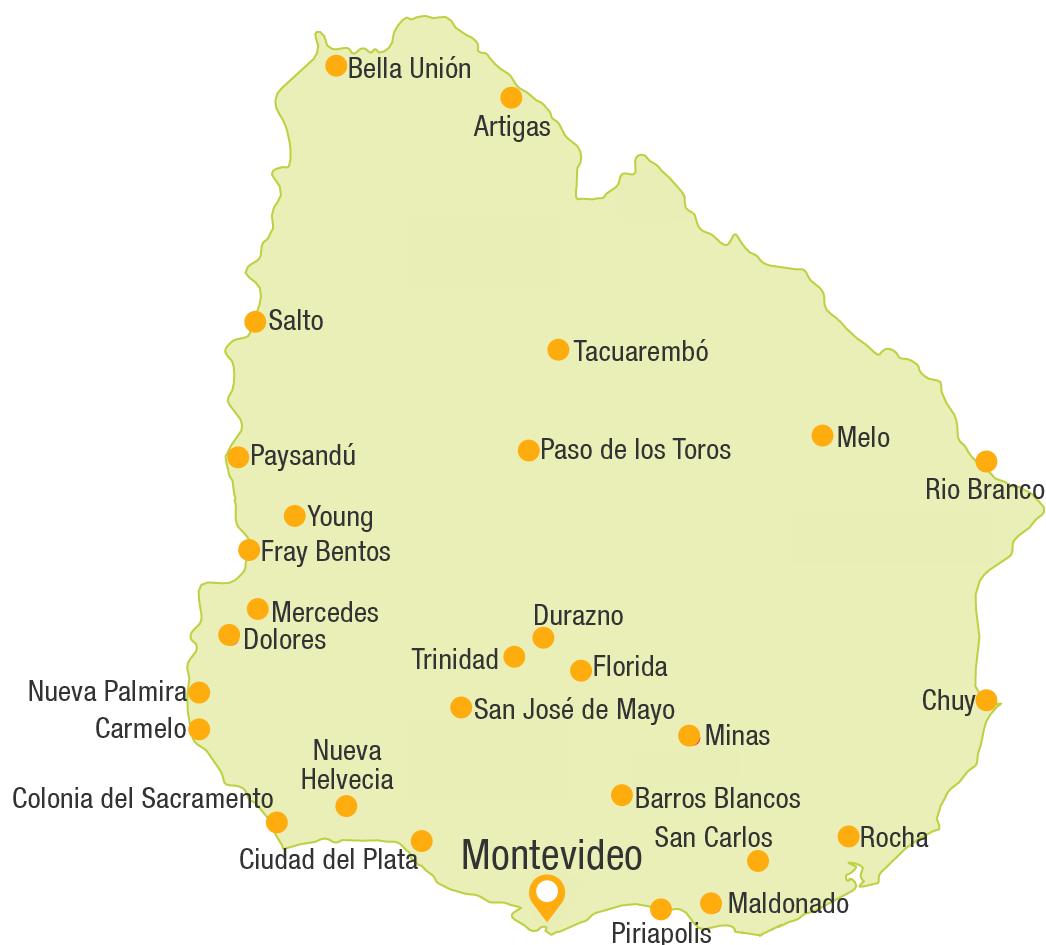 Bella Unión
Artigas
Salto
Tacuarembó
Melo
Paso de los Toros
Paysandú
Rio Branco
Young
Fray Bentos
Mercedes
Durazno
Dolores
Trinidad
Florida
Nueva Palmira
Chuy
San José de Mayo
Carmelo
Minas
Nueva
Helvecia
Colonia del Sacramento
Barros Blancos
San Carlos
Rocha
Ciudad del Plata
Montevideo
Maldonado
Piriapolis